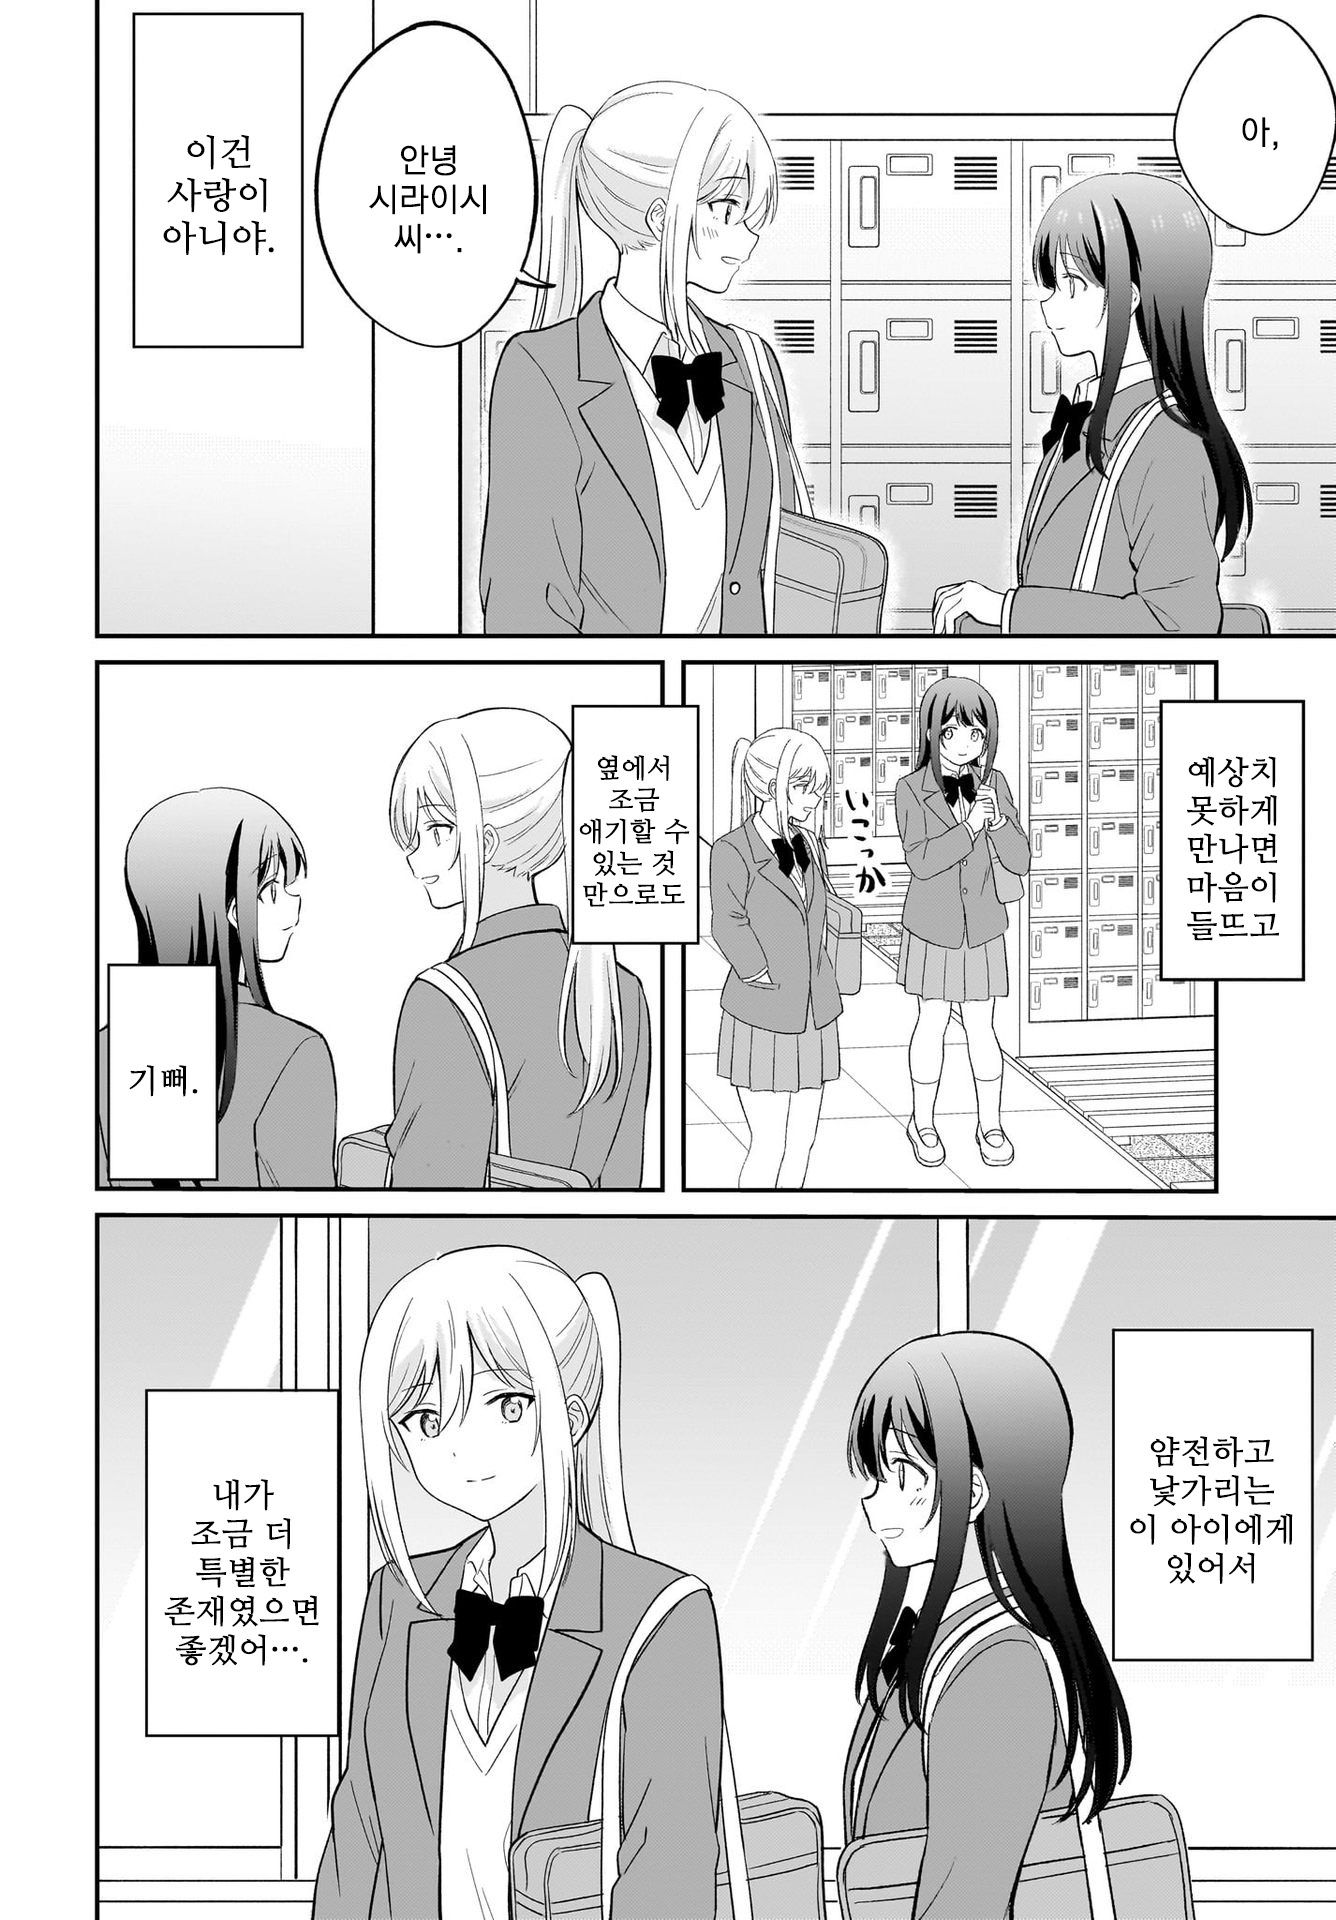 아,
안녕
시라이시
씨….
이건
사랑이
아니야.
예상치
못하게
만나면
마음이
들뜨고
いこっか
옆에서
조금
얘기할 수
있는 것
만으로도
기뻐.
얌전하고
낯가리는
이 아이에게
있어서
내가
조금 더
특별한
존재였으면
좋겠어….